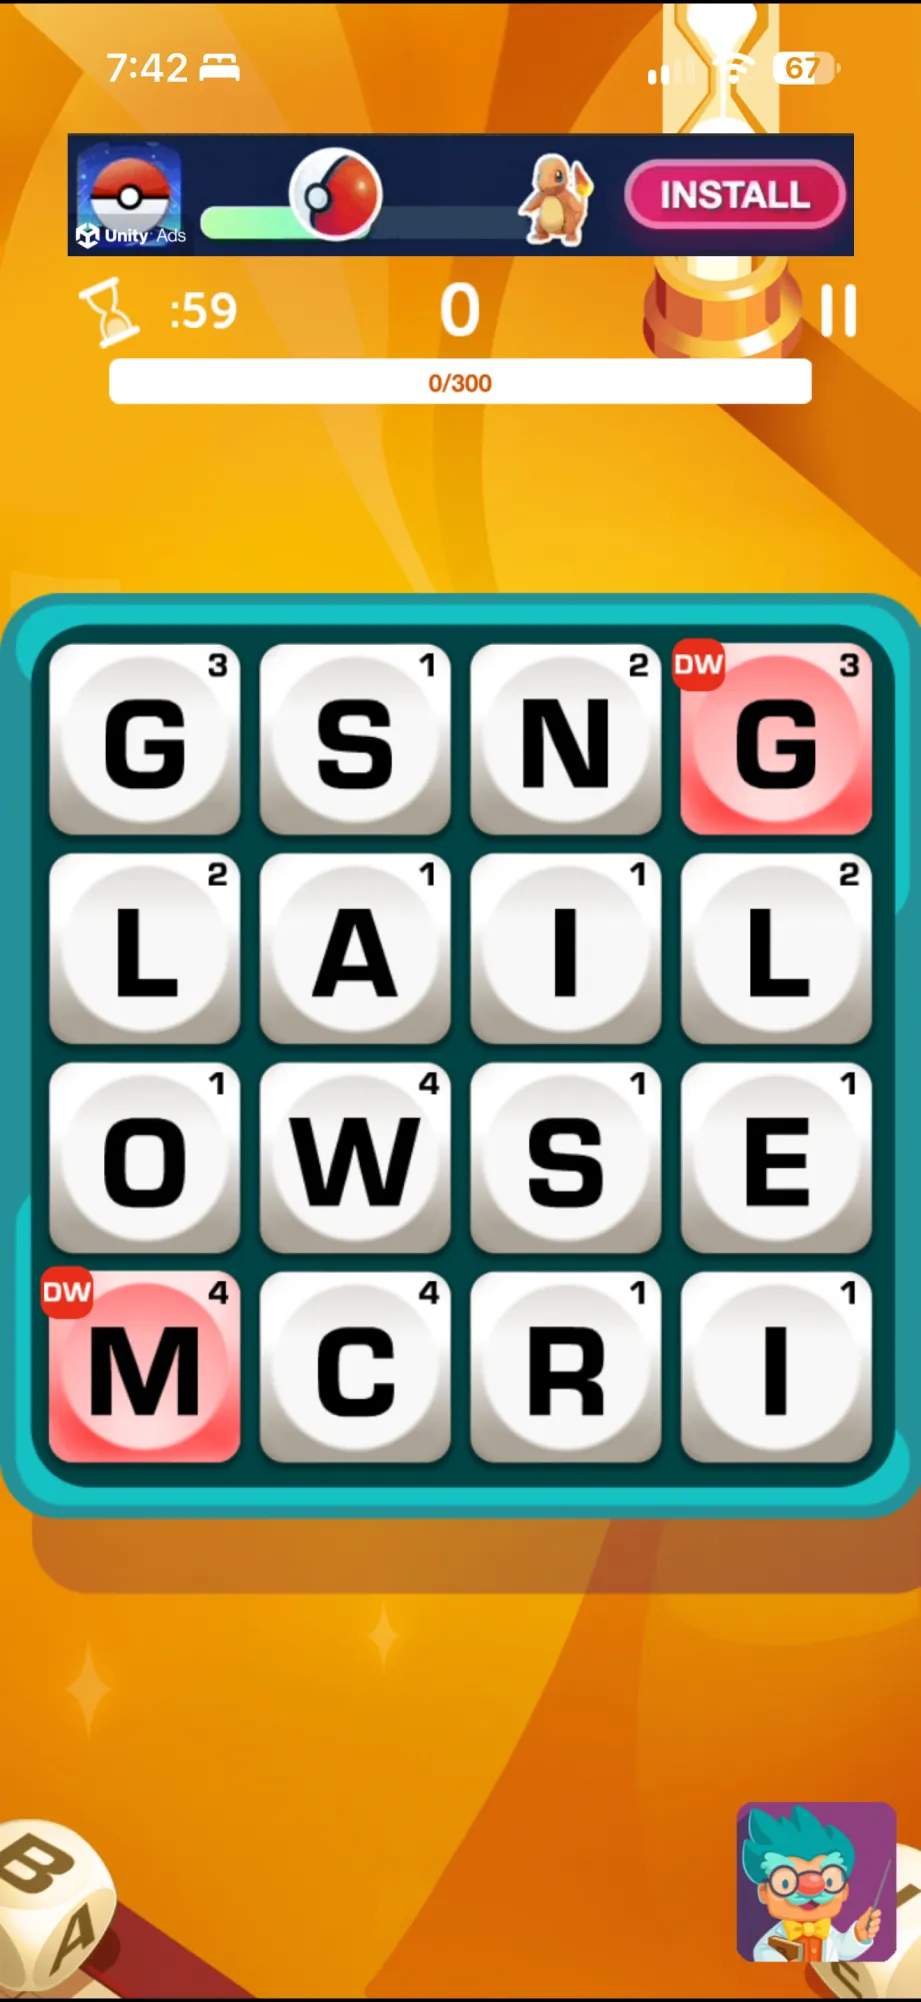 7:42
67
Unity Ads
INSTALL
:59
0
0/300
G 3 S 1 N 2 DW G 3
L 2 A 1 I 1 L 2
O 1 W 4 S 1 E 1
DW M 4 C 4 R 1 I 1
B
A